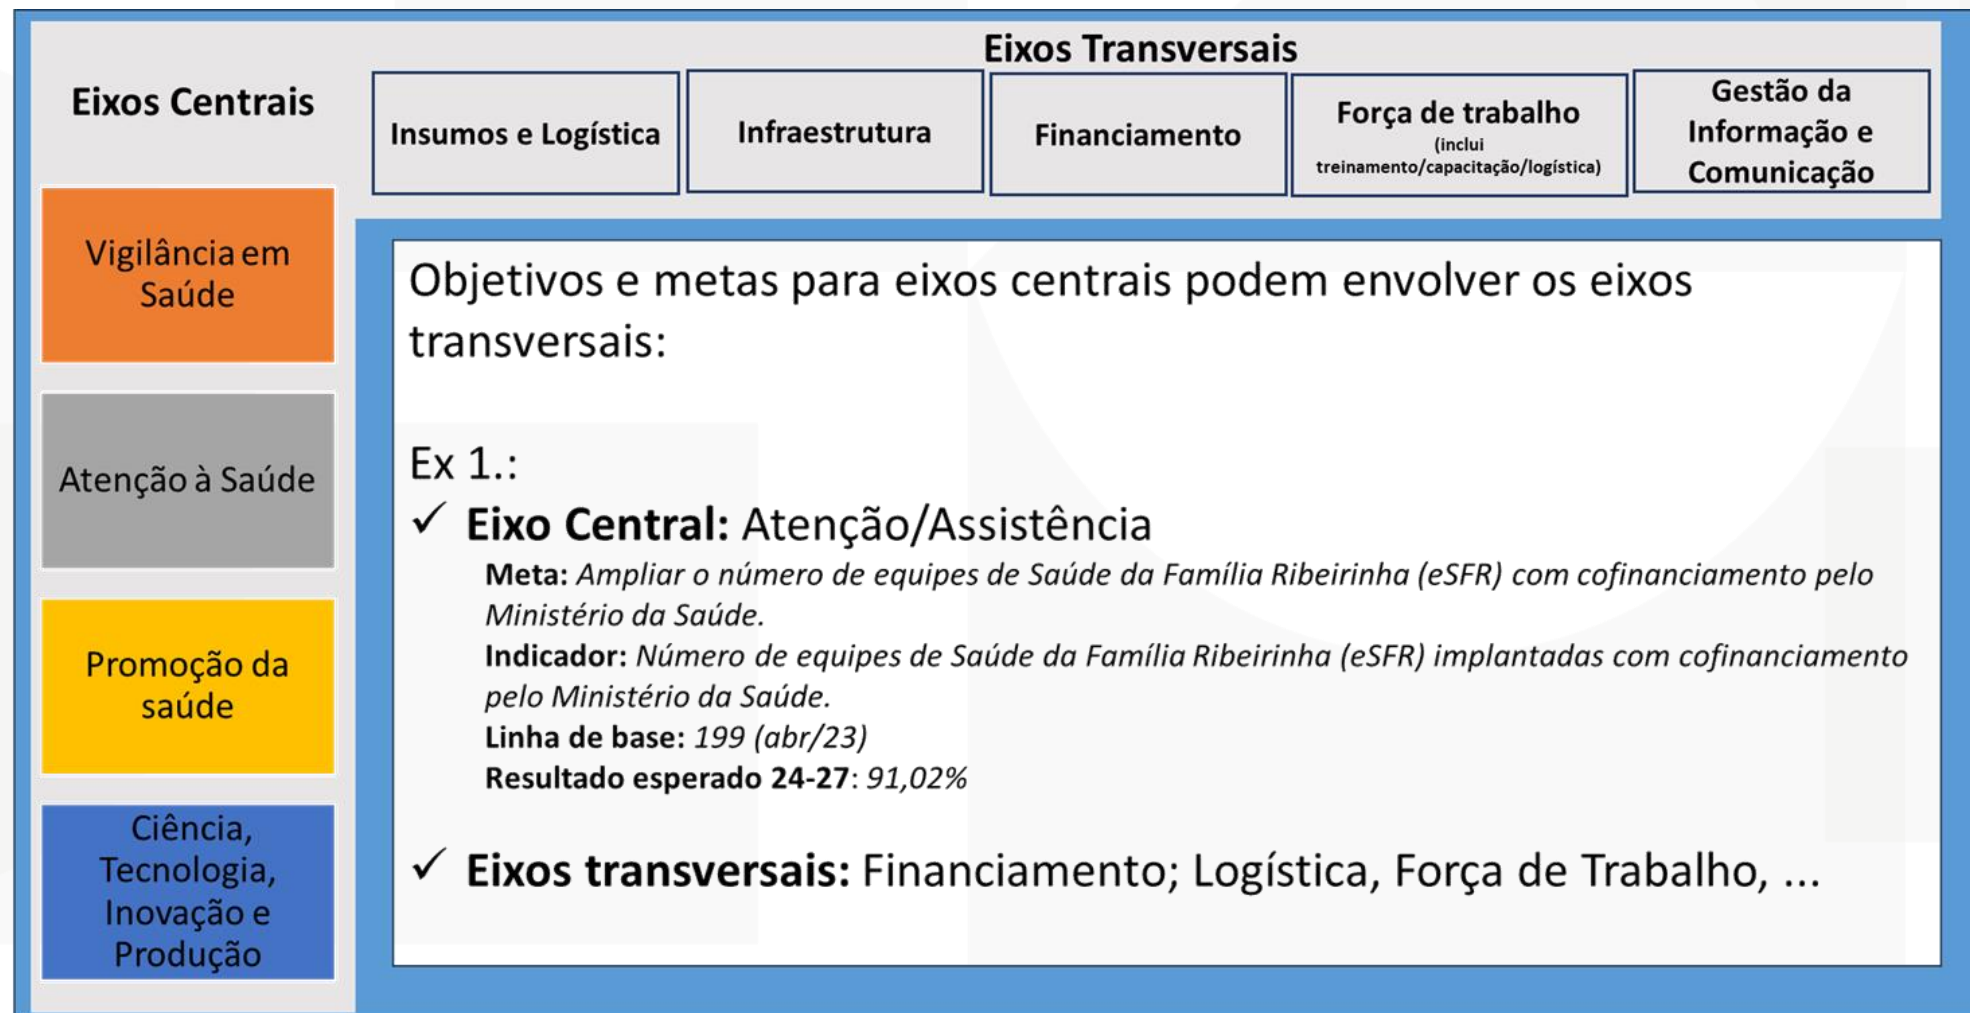 Eixos Transversais
Eixos Centrais
Insumos e Logística
Infraestrutura
Financiamento
Força de trabalho
(inclui
treinamento/capacitação/logística)
Gestão da
Informação e
Comunicação
Vigilância em
Saúde
Atenção à Saúde
Promoção da
saúde
Ciência,
Tecnologia,
Inovação e
Produção
Objetivos e metas para eixos centrais podem envolver os eixos
transversais:
Ex 1.:
✓ Eixo Central: Atenção/Assistência
Meta: Ampliar o número de equipes de Saúde da Família Ribeirinha (eSFR) com cofinanciamento pelo
Ministério da Saúde.
Indicador: Número de equipes de Saúde da Família Ribeirinha (eSFR) implantadas com cofinanciamento
pelo Ministério da Saúde.
Linha de base: 199 (abr/23)
Resultado esperado 24-27: 91,02%
✓ Eixos transversais: Financiamento; Logística, Força de Trabalho, ...